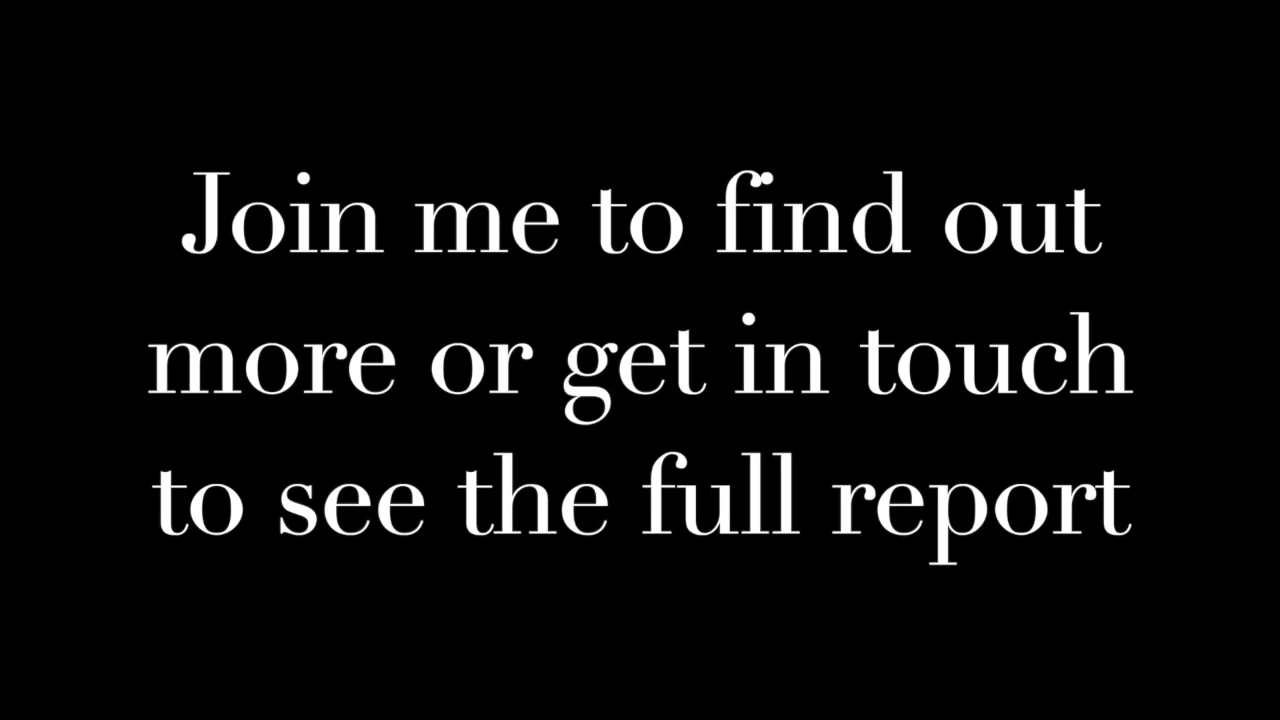 Join me to find out
more or get in touch
to see the full report